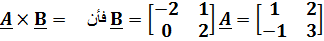 A × B = فأن B = [-2 1; 0 2] A = [1 2; -1 3]